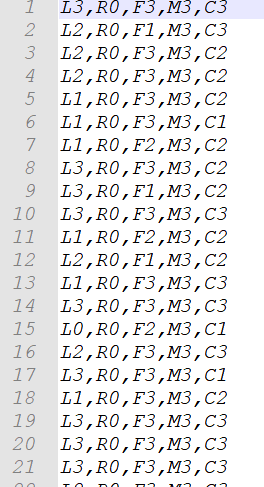 1 L3,R0,F3,M3,C3
2 L2,R0,F1,M3,C3
3 L2,R0,F3,M3,C2
4 L2,R0,F3,M3,C2
5 L1,R0,F3,M3,C2
6 L1,R0,F3,M3,C1
7 L1,R0,F2,M3,C2
8 L3,R0,F3,M3,C2
9 L3,R0,F1,M3,C2
10 L3,R0,F3,M3,C3
11 L1,R0,F2,M3,C2
12 L2,R0,F1,M3,C2
13 L1,R0,F3,M3,C3
14 L3,R0,F3,M3,C3
15 L0,R0,F2,M3,C1
16 L2,R0,F3,M3,C3
17 L3,R0,F3,M3,C1
18 L1,R0,F3,M3,C2
19 L3,R0,F3,M3,C3
20 L3,R0,F3,M3,C3
21 L3,R0,F3,M3,C3